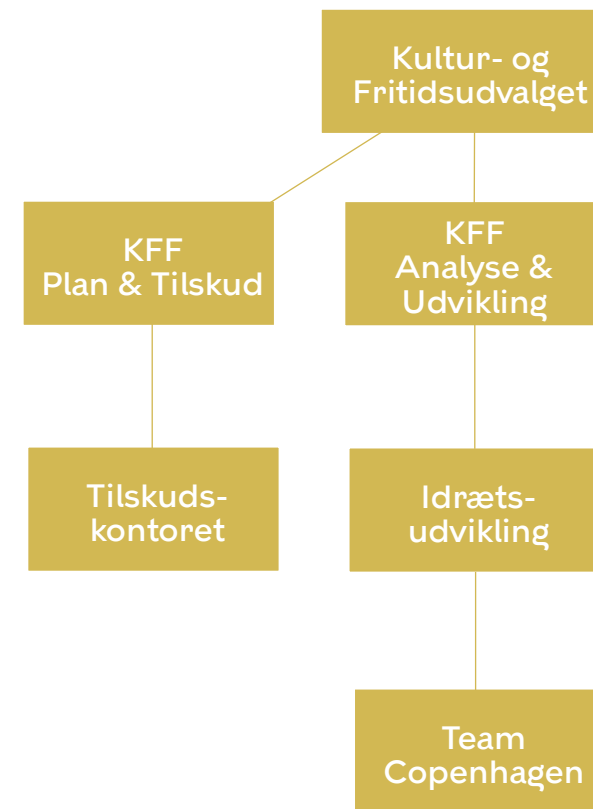 Kultur- og
Fritidsudvalget
KFF
Plan & Tilskud
KFF
Analyse &
Udvikling
Tilskuds-
kontoret
Idræts-
udvikling
Team
Copenhagen